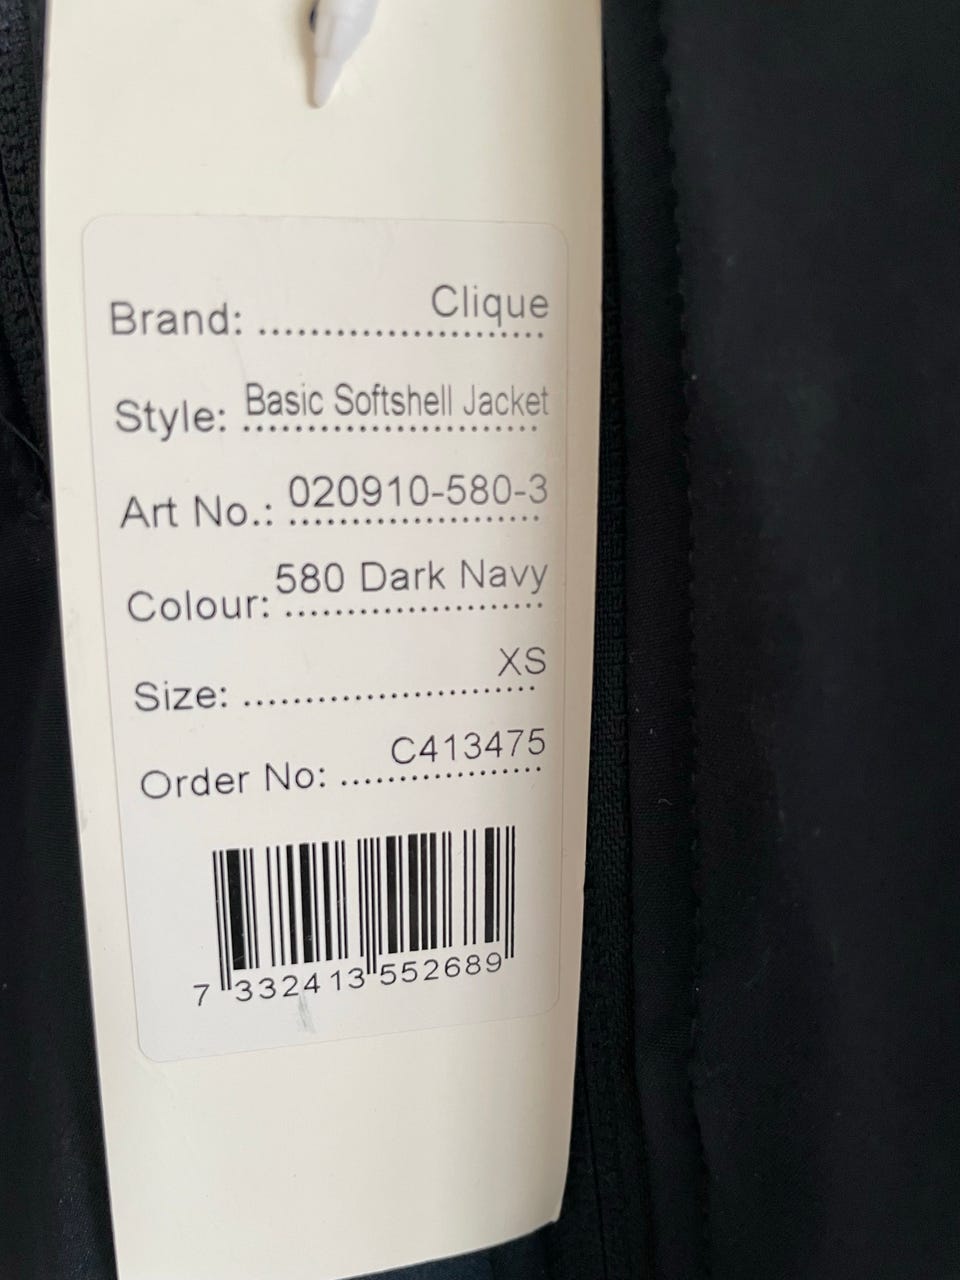 Brand: ...................... Clique
Style: Basic Softshell Jacket
Art No.: 020910-580-3
Colour: 580 Dark Navy
Size: ....................... XS
Order No: ................ C413475
7 332413 552689